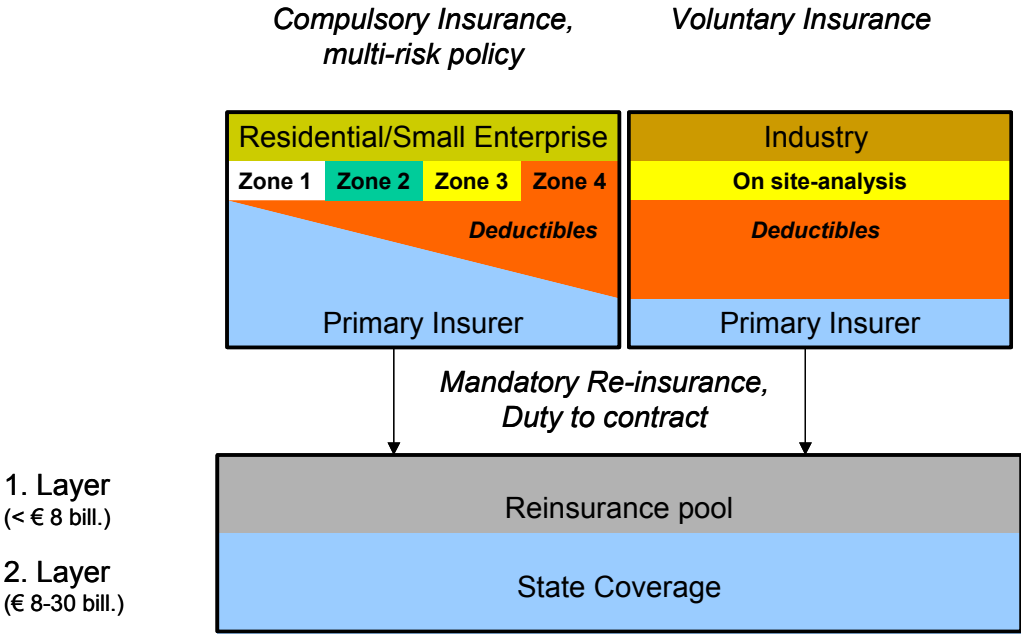 Compulsory Insurance,
multi-risk policy
Voluntary Insurance
Residential/Small Enterprise
Industry
Zone 1
Zone 2
Zone 3
Zone 4
On site-analysis
Deductibles
Deductibles
Primary Insurer
Primary Insurer
Mandatory Re-insurance,
Duty to contract
1. Layer
(< € 8 bill.)
Reinsurance pool
2. Layer
(€ 8-30 bill.)
State Coverage